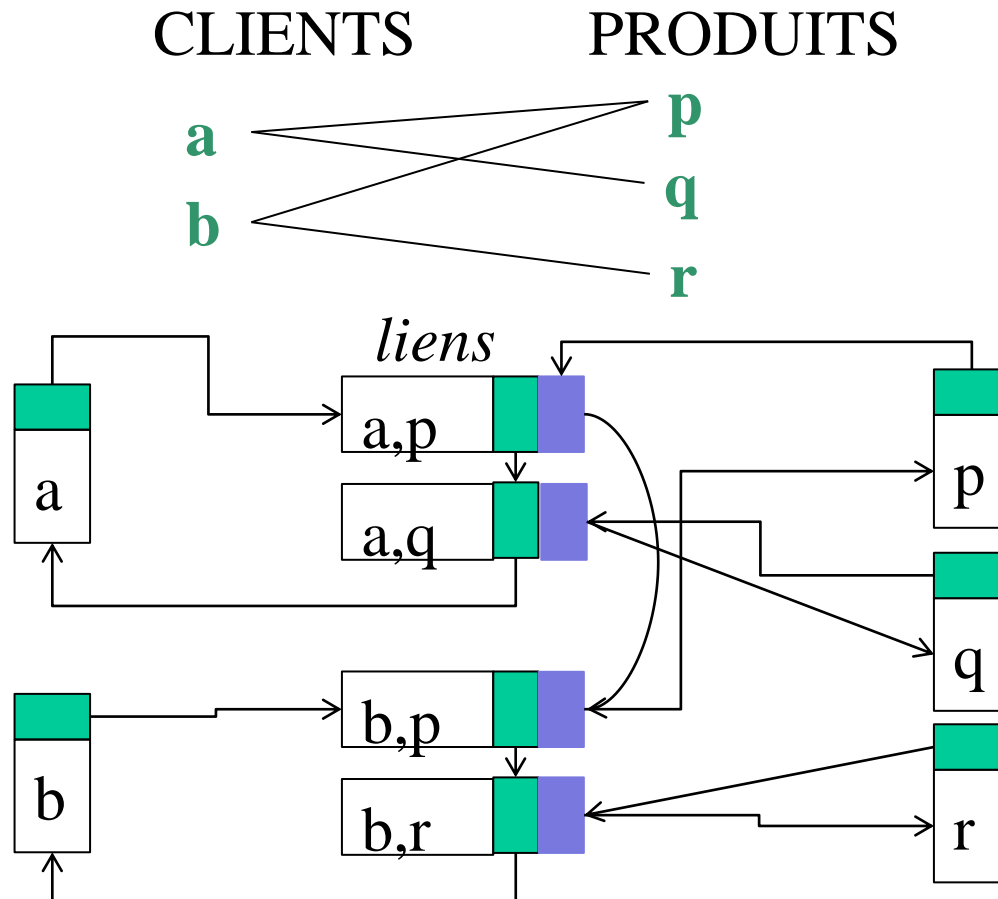 CLIENTS PRODUITS
a p
b q
r
liens
a,p
a p
a,q
q
b,p
b r
b,r